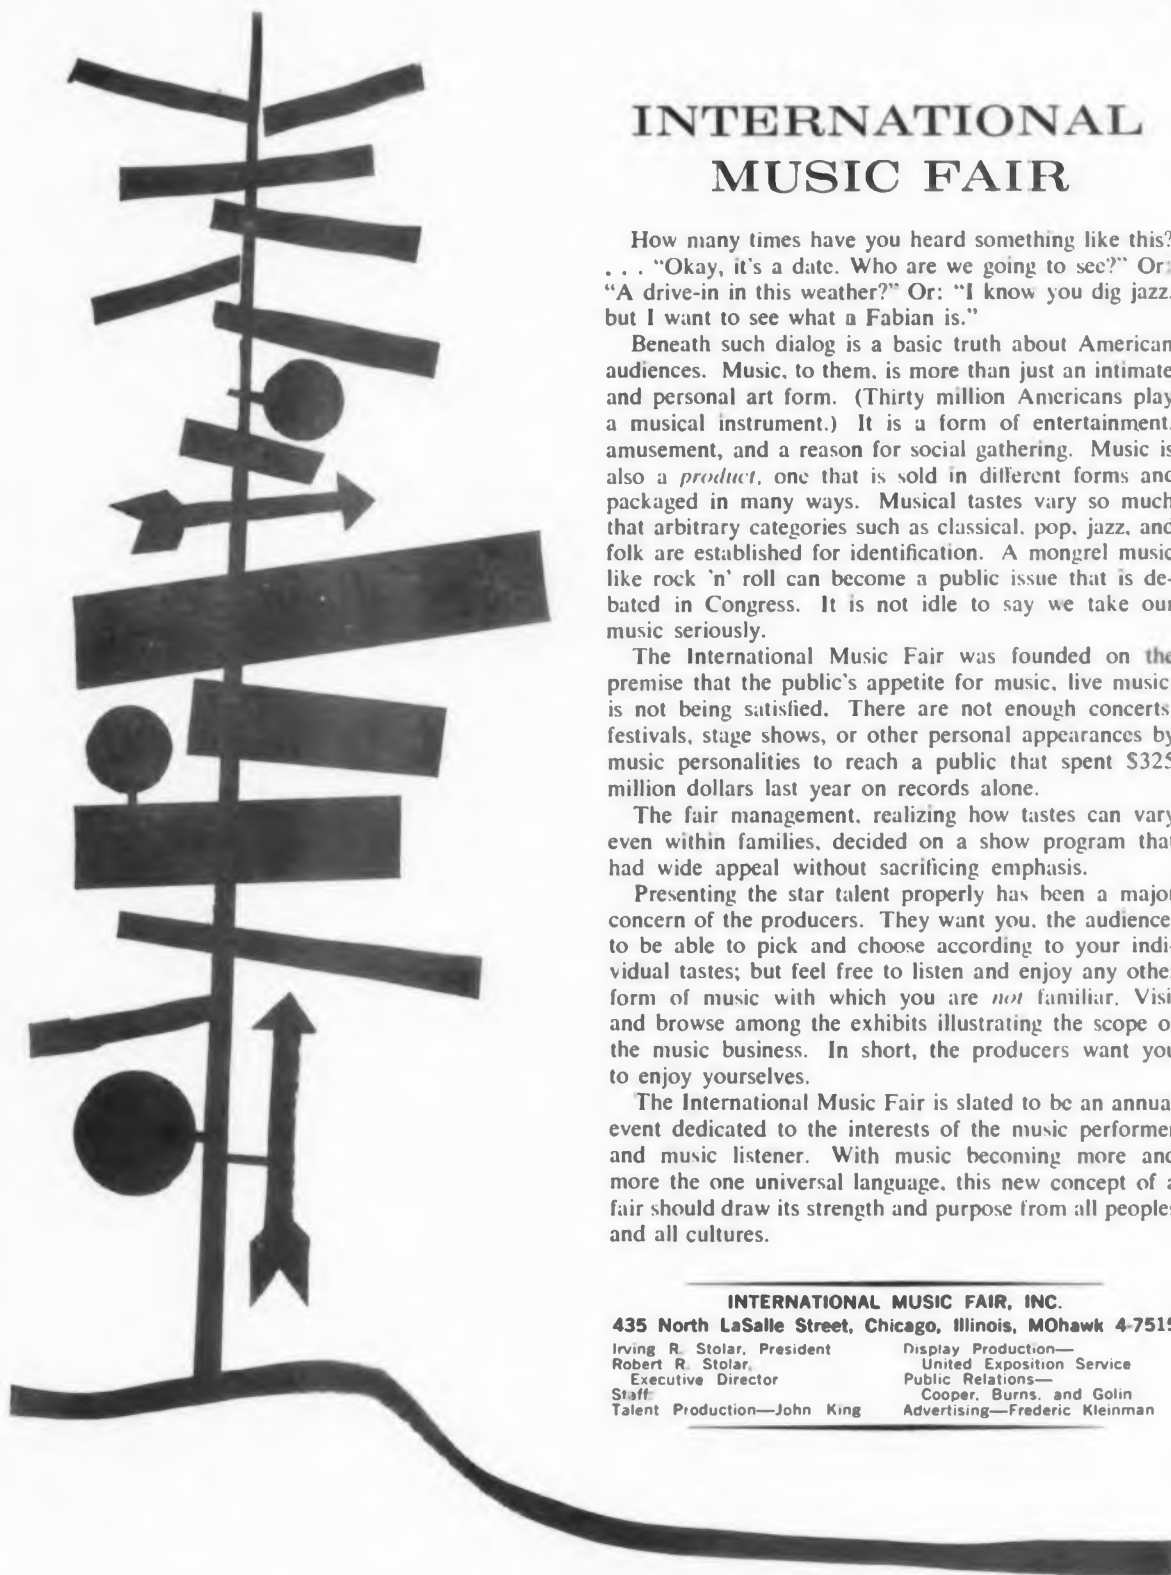 INTERNATIONAL
MUSIC FAIR
How many times have you heard something like this?
. . . "Okay, it's a date. Who are we going to see?" Or:
"A drive-in in this weather?" Or: "I know you dig jazz,
but I want to see what a Fabian is."
Beneath such dialog is a basic truth about American
audiences. Music, to them, is more than just an intimate
and personal art form. (Thirty million Americans play
a musical instrument.) It is a form of entertainment,
amusement, and a reason for social gathering. Music is
also a product, one that is sold in different forms and
packaged in many ways. Musical tastes vary so much
that arbitrary categories such as classical, pop, jazz, and
folk are established for identification. A mongrel music
like rock 'n' roll can become a public issue that is de-
bated in Congress. It is not idle to say we take our
music seriously.
The International Music Fair was founded on the
premise that the public's appetite for music, live music
is not being satisfied. There are not enough concerts
festivals, stage shows, or other personal appearances by
music personalities to reach a public that spent $325
million dollars last year on records alone.
The fair management, realizing how tastes can vary
even within families, decided on a show program that
had wide appeal without sacrificing emphasis.
Presenting the star talent properly has been a major
concern of the producers. They want you, the audience
to be able to pick and choose according to your indi-
vidual tastes; but feel free to listen and enjoy any other
form of music with which you are not familiar. Visi
and browse among the exhibits illustrating the scope o
the music business. In short, the producers want you
to enjoy yourselves.
The International Music Fair is slated to be an annua
event dedicated to the interests of the music performer
and music listener. With music becoming more and
more the one universal language, this new concept of a
fair should draw its strength and purpose from all people
and all cultures.
INTERNATIONAL MUSIC FAIR, INC.
435 North LaSalle Street, Chicago, Illinois, MOhawk 4-7519
Irving R. Stolar, President
Robert R. Stolar,
Executive Director
Staff:
Talent Production—John King
Display Production—
United Exposition Service
Public Relations—
Cooper, Burns, and Golin
Advertising—Frederic Kleinman